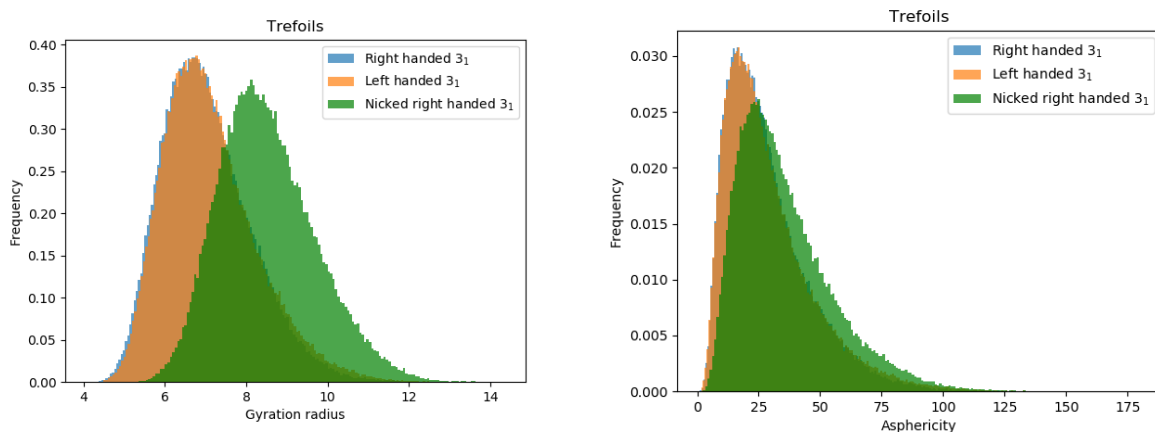 Trefoils
0.40
0.35
0.30
0.25
0.20
0.15
0.10
0.05
0.00
Frequency
Right handed 3₁
Left handed 3₁
Nicked right handed 3₁
4 6 8 10 12 14
Gyration radius
Trefoils
0.030
0.025
0.020
0.015
0.010
0.005
0.000
Frequency
Right handed 3₁
Left handed 3₁
Nicked right handed 3₁
0 25 50 75 100 125 150 175
Asphericity